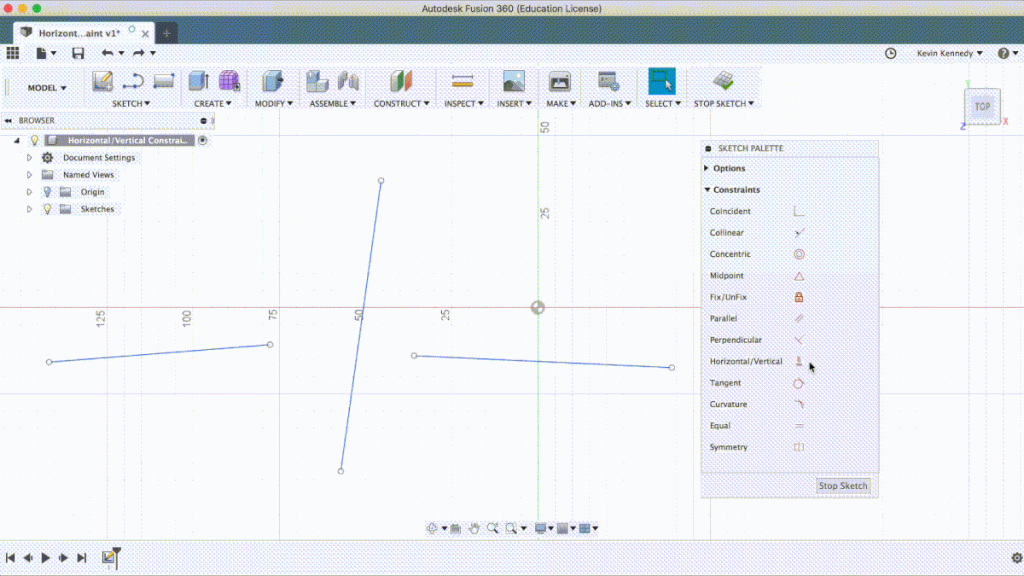 Autodesk Fusion 360 (Education License)
Horizont...aint v1*
Kevin Kennedy
MODEL
SKETCH
CREATE
MODIFY
ASSEMBLE
CONSTRUCT
INSPECT
INSERT
MAKE
ADD-INS
SELECT
STOP SKETCH
TOP
Z
X
Y
BROWSER
Horizontal/Vertical Constrai...
Document Settings
Named Views
Origin
Sketches
50
25
125
100
75
50
25
SKETCH PALETTE
Options
Constraints
Coincident
Collinear
Concentric
Midpoint
Fix/UnFix
Parallel
Perpendicular
Horizontal/Vertical
Tangent
Curvature
Equal
Symmetry
Stop Sketch